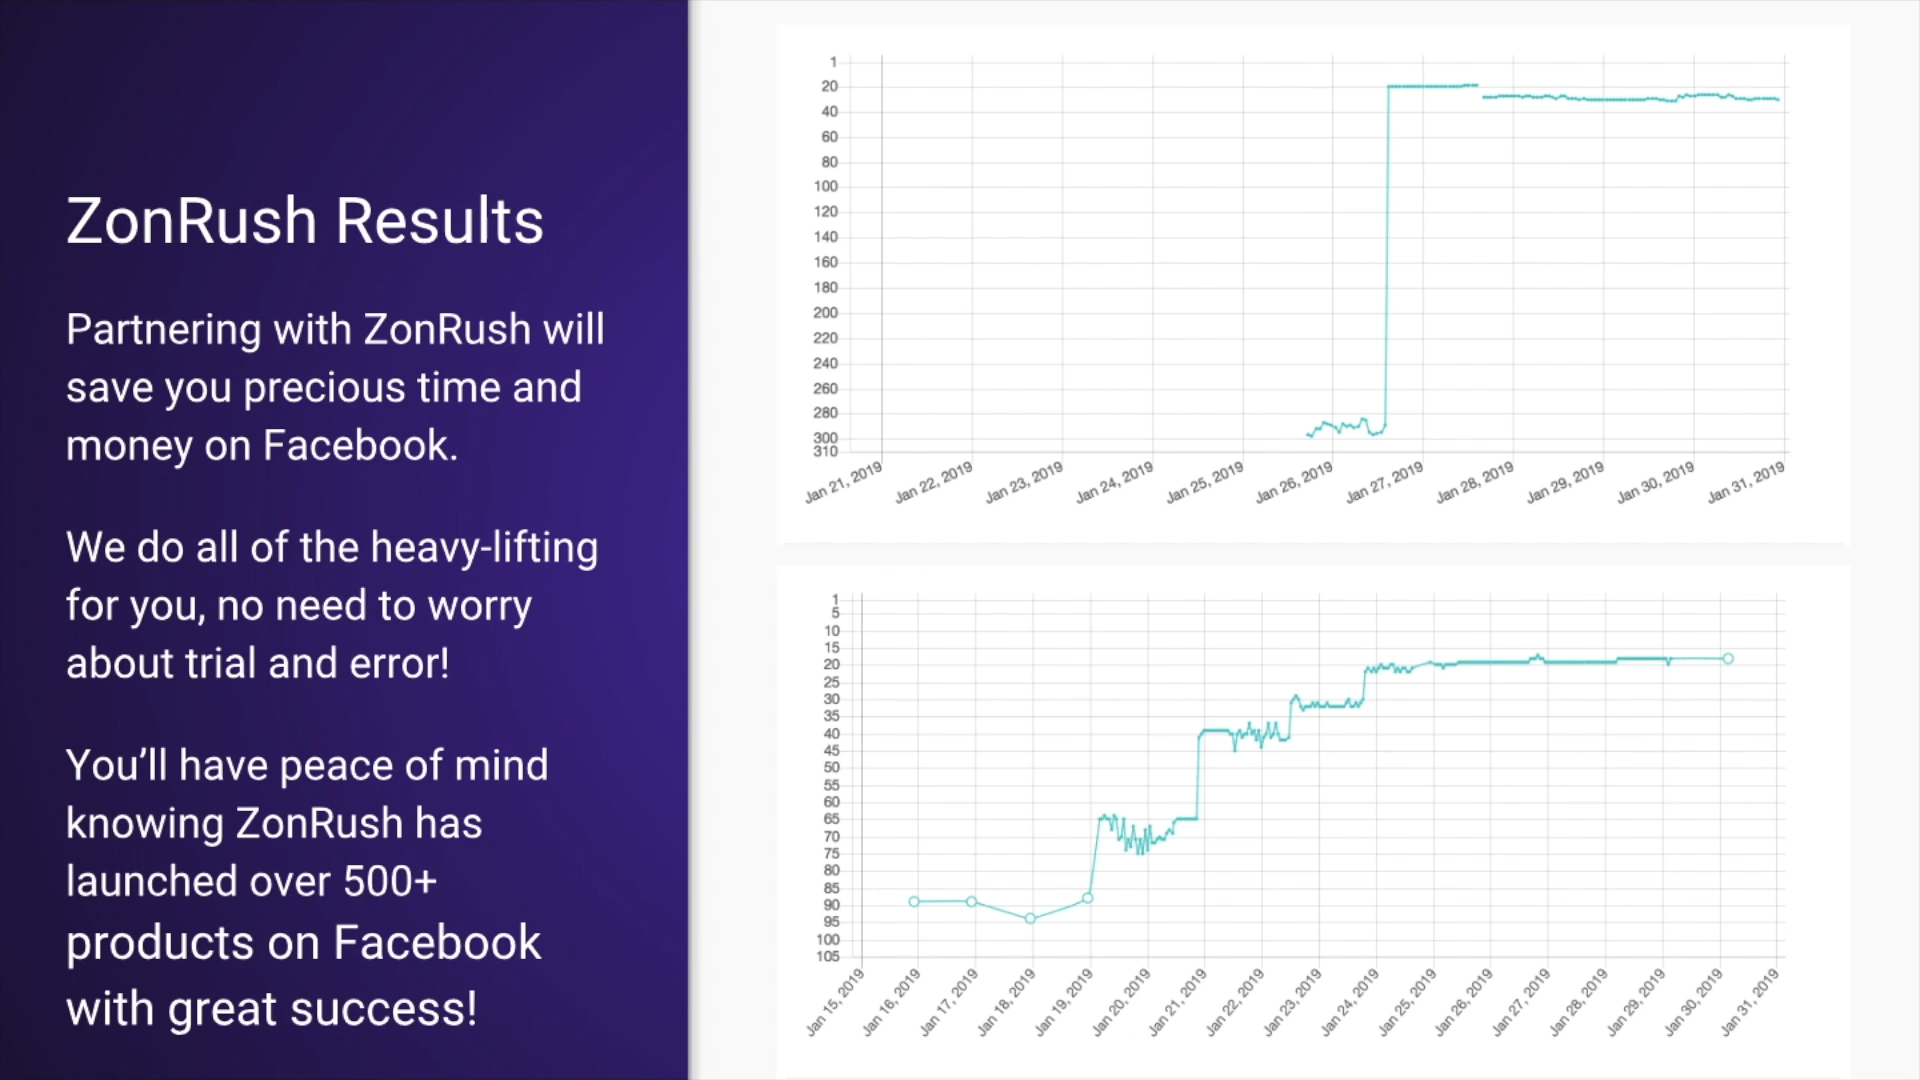 ZonRush Results
Partnering with ZonRush will
save you precious time and
money on Facebook.
We do all of the heavy-lifting
for you, no need to worry
about trial and error!
You’ll have peace of mind
knowing ZonRush has
launched over 500+
products on Facebook
with great success!
1
20
40
60
80
100
120
140
160
180
200
220
240
260
280
300
310
Jan 21, 2019
Jan 22, 2019
Jan 23, 2019
Jan 24, 2019
Jan 25, 2019
Jan 26, 2019
Jan 27, 2019
Jan 28, 2019
Jan 29, 2019
Jan 30, 2019
Jan 31, 2019
1
5
10
15
20
25
30
35
40
45
50
55
60
65
70
75
80
85
90
95
100
105
Jan 15, 2019
Jan 16, 2019
Jan 17, 2019
Jan 18, 2019
Jan 19, 2019
Jan 20, 2019
Jan 21, 2019
Jan 22, 2019
Jan 23, 2019
Jan 24, 2019
Jan 25, 2019
Jan 26, 2019
Jan 27, 2019
Jan 28, 2019
Jan 29, 2019
Jan 30, 2019
Jan 31, 2019